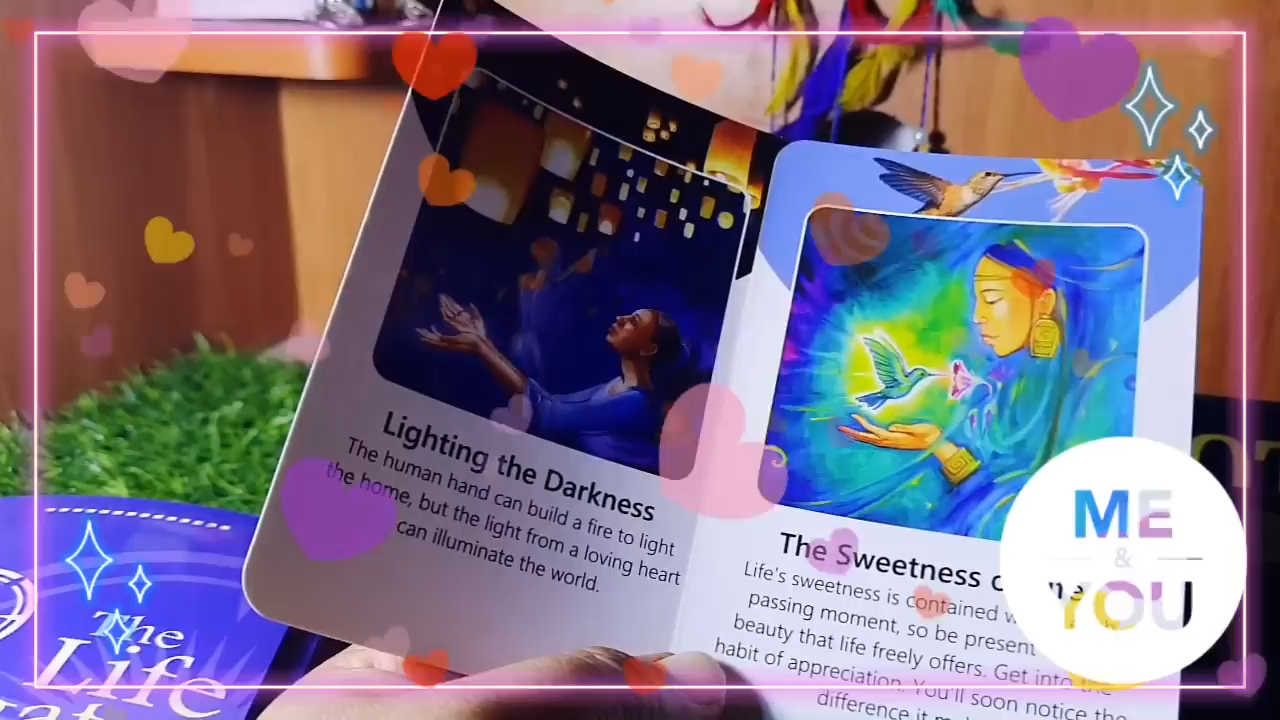 Lighting the Darkness
The human hand can build a fire to light
the home, but the light from a loving heart
can illuminate the world.
The Sweetness
Life's sweetness is contained
passing moment, so be present
beauty that life freely offers. Get into the
habit of appreciation. You'll soon notice the
difference it
ME
&
YOU
The
Life